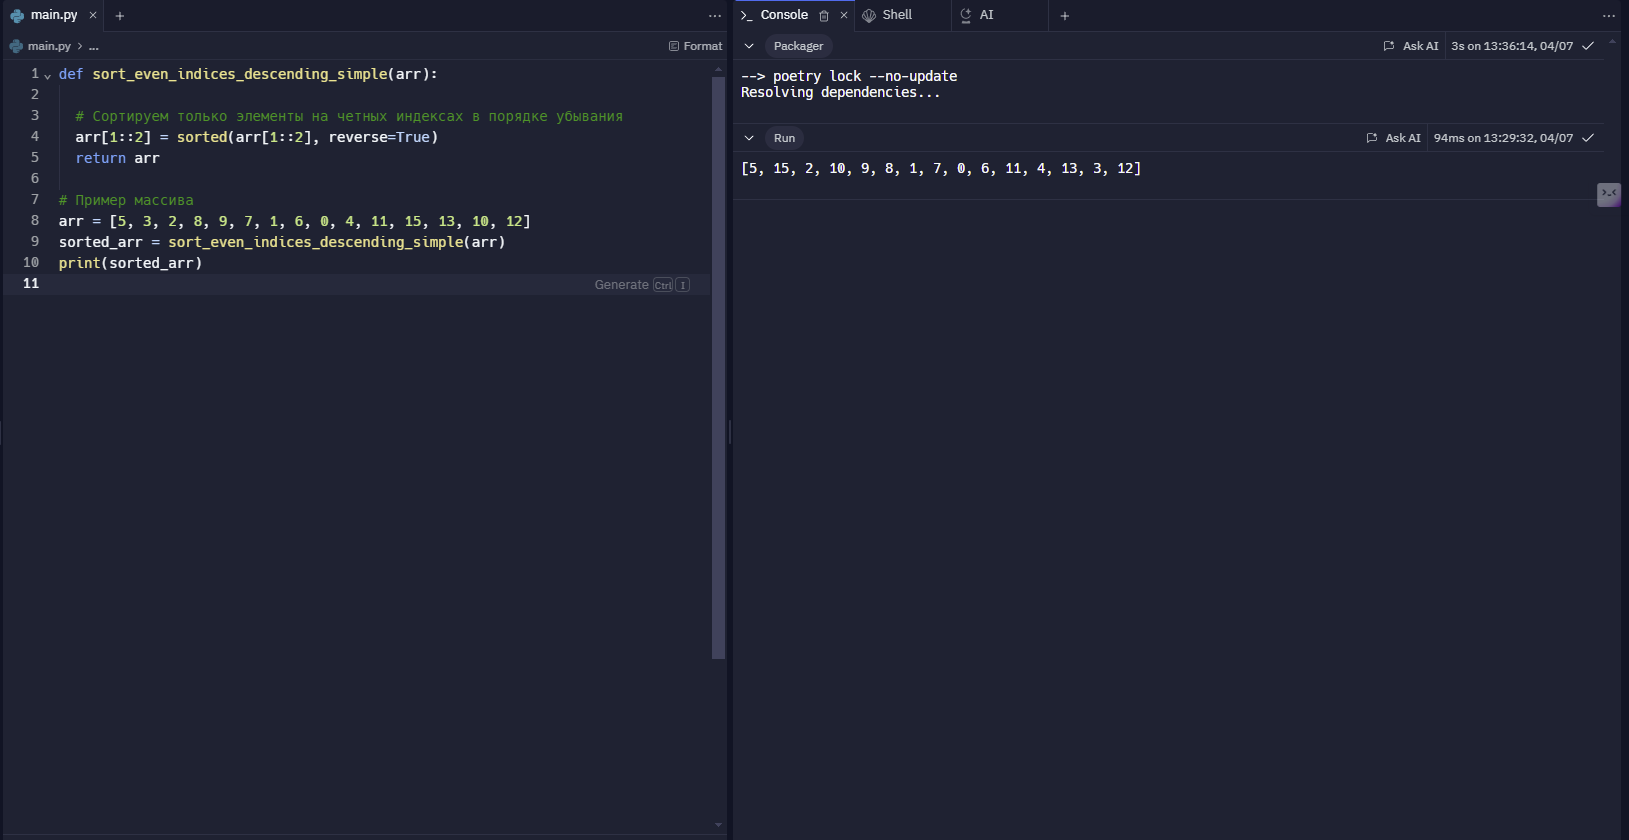 main.py
main.py > ...
Format
1 def sort_even_indices_descending_simple(arr):
2
3 # Сортируем только элементы на четных индексах в порядке убывания
4 arr[1::2] = sorted(arr[1::2], reverse=True)
5 return arr
6
7 # Пример массива
8 arr = [5, 3, 2, 8, 9, 7, 1, 6, 0, 4, 11, 15, 13, 10, 12]
9 sorted_arr = sort_even_indices_descending_simple(arr)
10 print(sorted_arr)
11
Generate Ctrl I
Console
Shell
AI
Packager
Ask AI
3s on 13:36:14, 04/07
--> poetry lock --no-update
Resolving dependencies...
Run
Ask AI
94ms on 13:29:32, 04/07
[5, 15, 2, 10, 9, 8, 1, 7, 0, 6, 11, 4, 13, 3, 12]